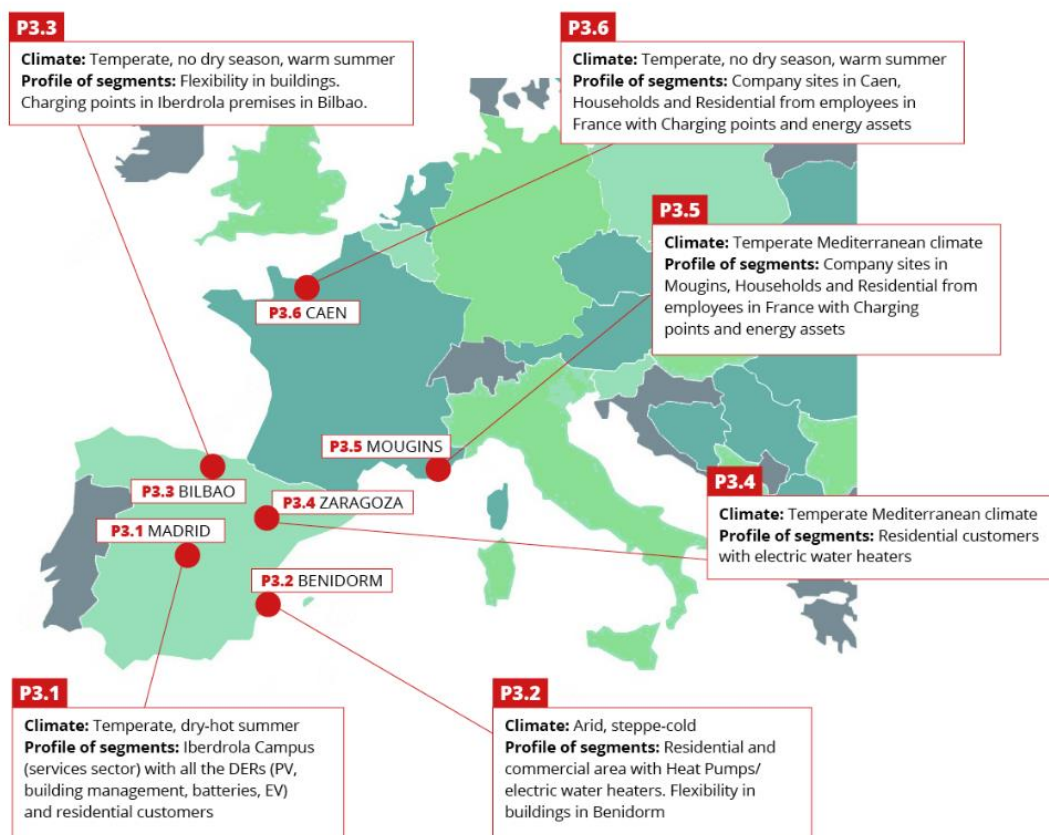 P3.3
Climate: Temperate, no dry season, warm summer
Profile of segments: Flexibility in buildings.
Charging points in Iberdrola premises in Bilbao.
P3.6
Climate: Temperate, no dry season, warm summer
Profile of segments: Company sites in Caen,
Households and Residential from employees in
France with Charging points and energy assets
P3.5
Climate: Temperate Mediterranean climate
Profile of segments: Company sites in
Mougins, Households and Residential from
employees in France with Charging
points and energy assets
P3.6 CAEN
P3.5 MOUGINS
P3.3 BILBAO
P3.4 ZARAGOZA
P3.1 MADRID
P3.2 BENIDORM
P3.4
Climate: Temperate Mediterranean climate
Profile of segments: Residential customers
with electric water heaters
P3.1
Climate: Temperate, dry-hot summer
Profile of segments: Iberdrola Campus
(services sector) with all the DERs (PV,
building management, batteries, EV)
and residential customers
P3.2
Climate: Arid, steppe-cold
Profile of segments: Residential and
commercial area with Heat Pumps/
electric water heaters. Flexibility in
buildings in Benidorm